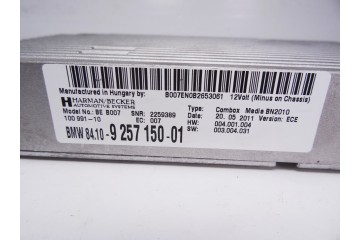 Manufactured in Hungary by: B007EN0B2653061 12Volt (Minus on Chassis)
HARMAN/BECKER
AUTOMOTIVE SYSTEMS
Model No.: BE B007 SNR: 2259389 Type: Combox Media BN2010
100 991-10 EC: 007 Date: 20. 05 2011 Version: ECE
HW: 004.001.004
BMW 84.10-9 257 150-01 SW: 003.004.031